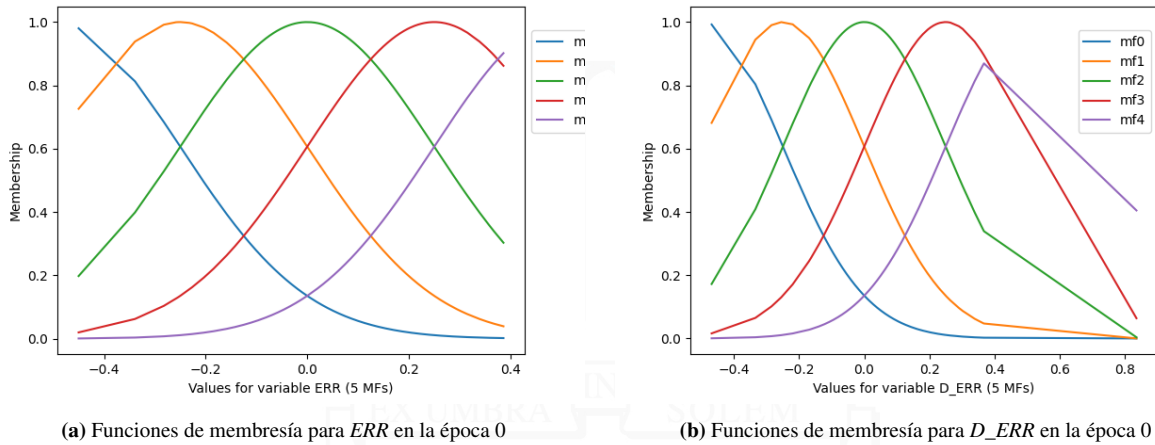 1.0
0.8
0.6
0.4
0.2
0.0
Membership
−0.4 −0.2 0.0 0.2 0.4
Values for variable ERR (5 MFs)
m
m
m
m
m
(a) Funciones de membresía para ERR en la época 0
1.0
0.8
0.6
0.4
0.2
0.0
Membership
−0.4 −0.2 0.0 0.2 0.4 0.6 0.8
Values for variable D_ERR (5 MFs)
mf0
mf1
mf2
mf3
mf4
(b) Funciones de membresía para D_ERR en la época 0
IN
EX UMBRA SOLEM